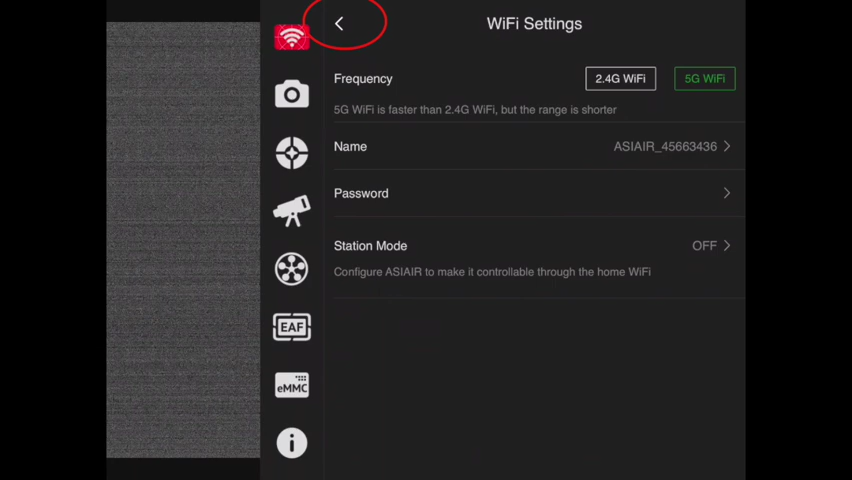 WiFi Settings
Frequency
2.4G WiFi
5G WiFi
5G WiFi is faster than 2.4G WiFi, but the range is shorter
Name
ASIAIR_45663436
Password
Station Mode
OFF
Configure ASIAIR to make it controllable through the home WiFi
EAF
eMMC